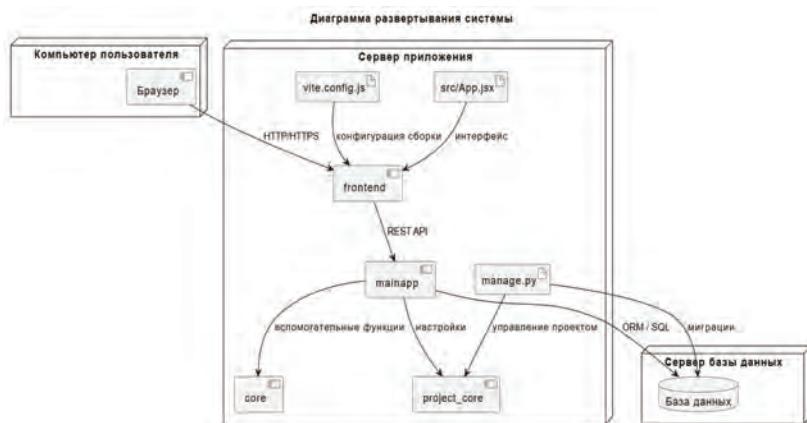 Диаграмма развертывания системы
Компьютер пользователя
Сервер приложения
Браузер
vite.config.js
src/App.jsx
HTTP/HTTPS
конфигурация сборки
интерфейс
frontend
REST API
mainapp
manage.py
вспомогательные функции
настройки
управление проектом
ORM / SQL
миграции
Сервер базы данных
core
project_core
База данных